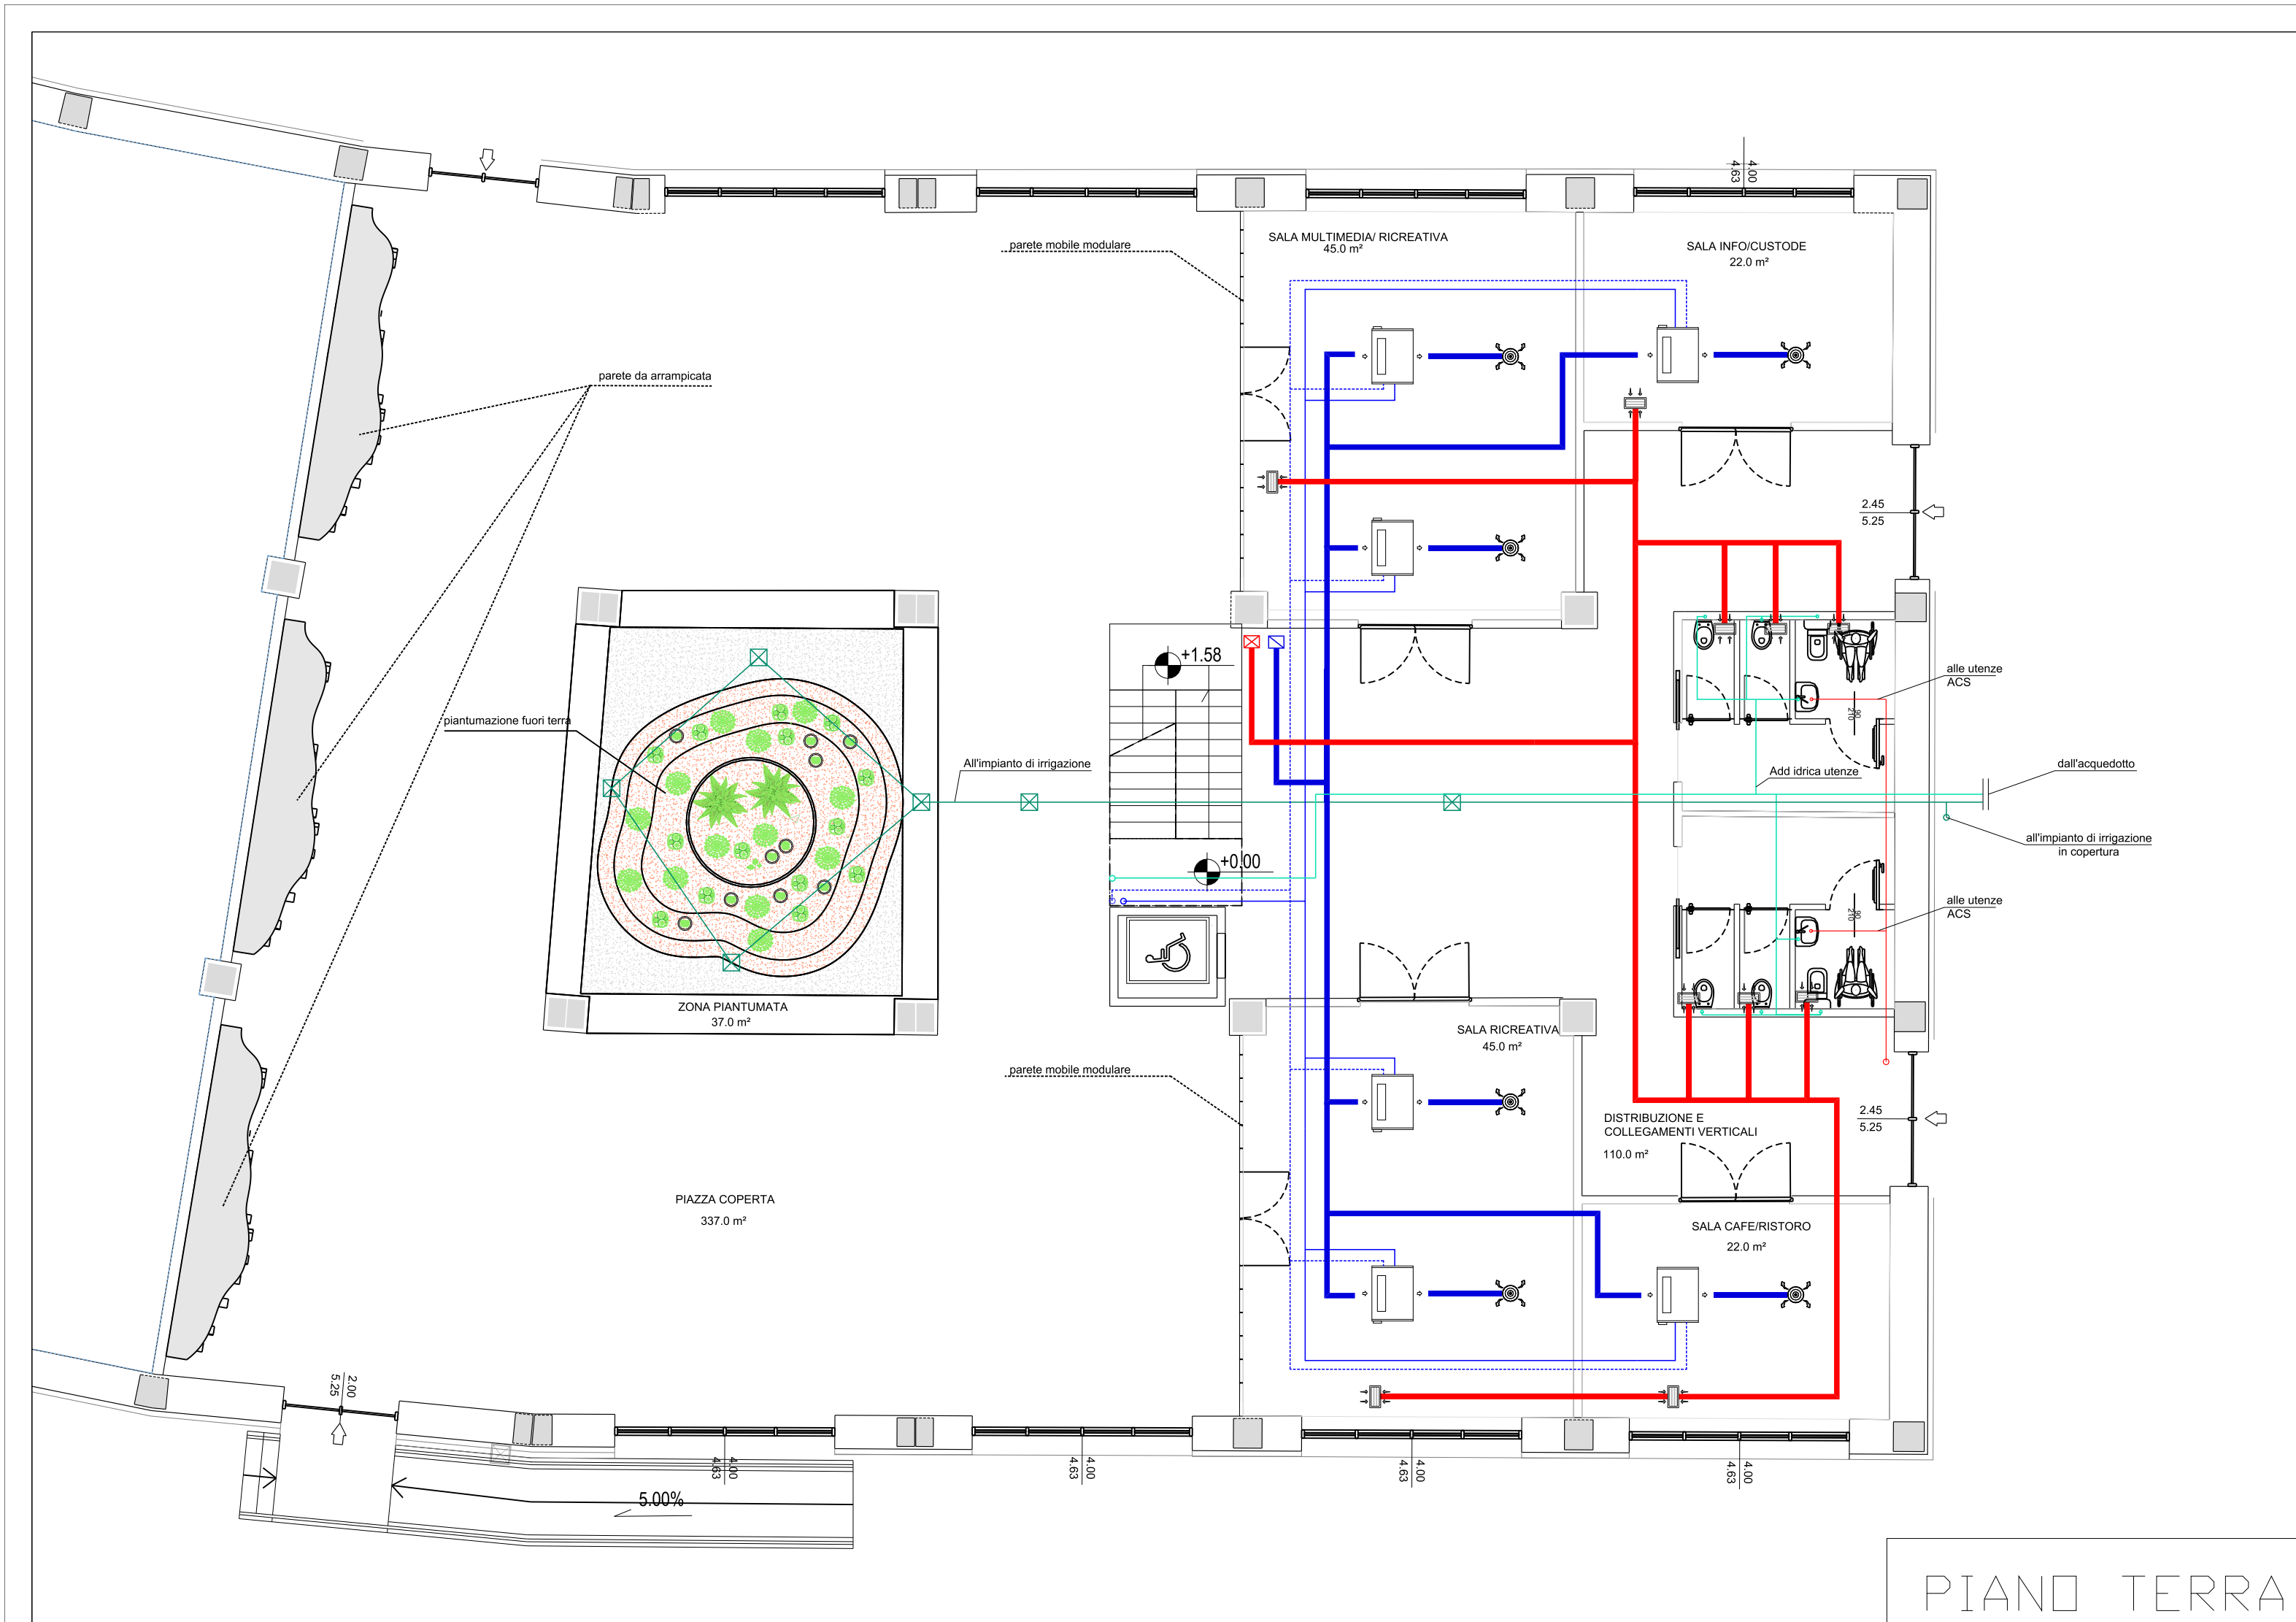 4.00
4.63
parete mobile modulare
SALA MULTIMEDIA/ RICREATIVA
45.0 m²
SALA INFO/CUSTODE
22.0 m²
parete da arrampicata
2.45
5.25
+1.58
alle utenze
ACS
90
210
piantumazione fuori terra
All'impianto di irrigazione
Add idrica utenze
dall'acquedotto
all'impianto di irrigazione
in copertura
+0.00
alle utenze
ACS
90
210
ZONA PIANTUMATA
37.0 m²
SALA RICREATIVA
45.0 m²
parete mobile modulare
DISTRIBUZIONE E
COLLEGAMENTI VERTICALI
110.0 m²
2.45
5.25
PIAZZA COPERTA
337.0 m²
SALA CAFE/RISTORO
22.0 m²
2.00
5.25
4.00
4.63
4.00
4.63
4.00
4.63
4.00
4.63
5.00%
PIANO TERRA